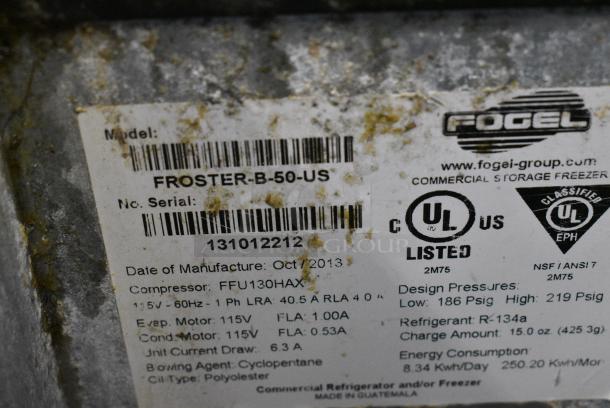 Model:
FROSTER-B-50-US
No. Serial:
131012212
Date of Manufacture: Oct / 2013
Compressor: FFU130HAX
115V - 60Hz - 1 Ph LRA: 40.5 A RLA 4.0 A
Evap. Motor: 115V FLA: 1.00A
Cond. Motor: 115V FLA: 0.53A
Unit Current Draw: 6.3 A
Blowing Agent: Cyclopentane
Oil Type: Polyolester
FOGEL
www.fogel-group.com
COMMERCIAL STORAGE FREEZER
C UL US
LISTED
2M75
CLASSIFIED
UL
EPH
NSF / ANSI 7
2M75
Design Pressures:
Low: 186 Psig High: 219 Psig
Refrigerant: R-134a
Charge Amount: 15.0 oz. (425.3g)
Energy Consumption:
8.34 Kwh/Day 250.20 Kwh/Mon
Commercial Refrigerator and/or Freezer
MADE IN GUATEMALA
GROUP